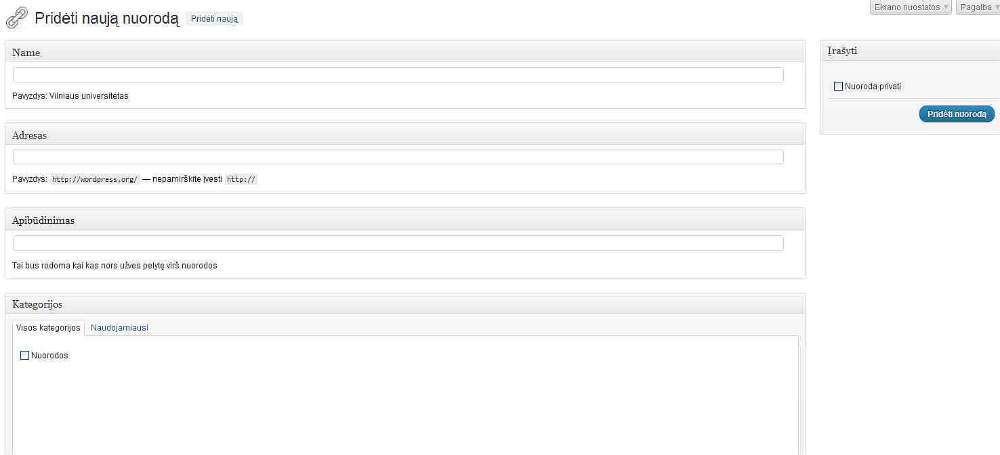 Pridėti naują nuorodą Pridėti naują
Ekrano nuostatos Pagalba
Name
Pavyzdys: Vilniaus universitetas
Įrašyti
Nuoroda privati
Pridėti nuorodą
Adresas
Pavyzdys: http://wordpress.org/ — nepamirškite įvesti http://
Apibūdinimas
Tai bus rodoma kai kas nors užves pelytę virš nuorodos
Kategorijos
Visos kategorijos Naudojamiausi
Nuorodos